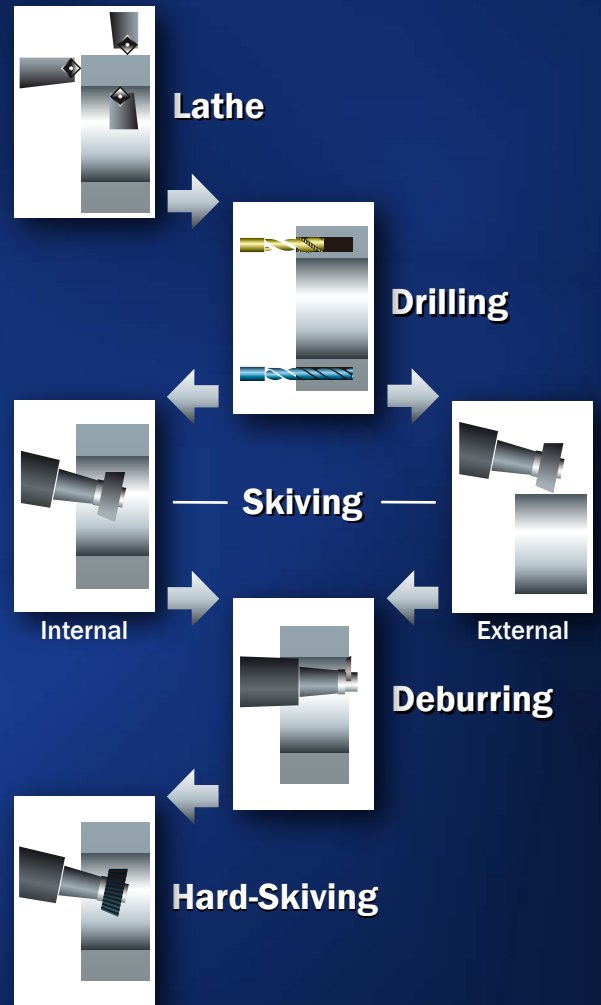 Lathe
Drilling
Skiving
Internal
External
Deburring
Hard-Skiving